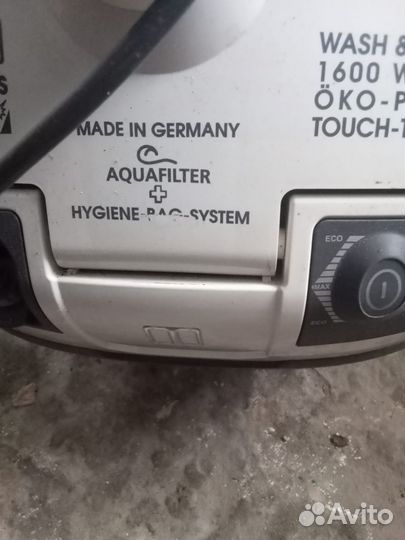 WASH &
1600 W
ÖKO-P
TOUCH-T
S
MADE IN GERMANY
AQUAFILTER
+
HYGIENE-BAG-SYSTEM
ECO
MAX
ECO
Avito